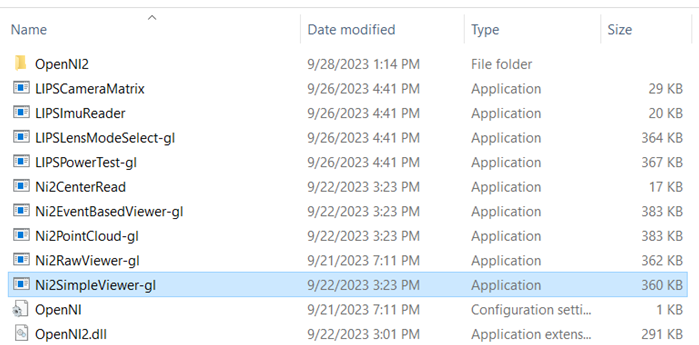 Name Date modified Type Size
OpenNI2 9/28/2023 1:14 PM File folder
LIPSCameraMatrix 9/26/2023 4:41 PM Application 29 KB
LIPSImuReader 9/26/2023 4:41 PM Application 20 KB
LIPSLensModeSelect-gl 9/26/2023 4:41 PM Application 364 KB
LIPSPowerTest-gl 9/26/2023 4:41 PM Application 367 KB
Ni2CenterRead 9/22/2023 3:23 PM Application 17 KB
Ni2EventBasedViewer-gl 9/22/2023 3:23 PM Application 383 KB
Ni2PointCloud-gl 9/22/2023 3:23 PM Application 383 KB
Ni2RawViewer-gl 9/21/2023 7:11 PM Application 362 KB
Ni2SimpleViewer-gl 9/22/2023 3:23 PM Application 360 KB
OpenNI 9/21/2023 7:11 PM Configuration setti... 1 KB
OpenNI2.dll 9/22/2023 3:01 PM Application extens... 291 KB